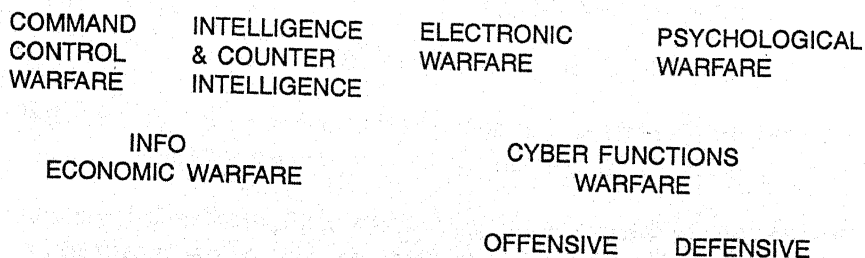 COMMAND CONTROL WARFARE
INTELLIGENCE & COUNTER INTELLIGENCE
ELECTRONIC WARFARE
PSYCHOLOGICAL WARFARE
INFO
ECONOMIC WARFARE
CYBER FUNCTIONS
WARFARE
OFFENSIVE DEFENSIVE